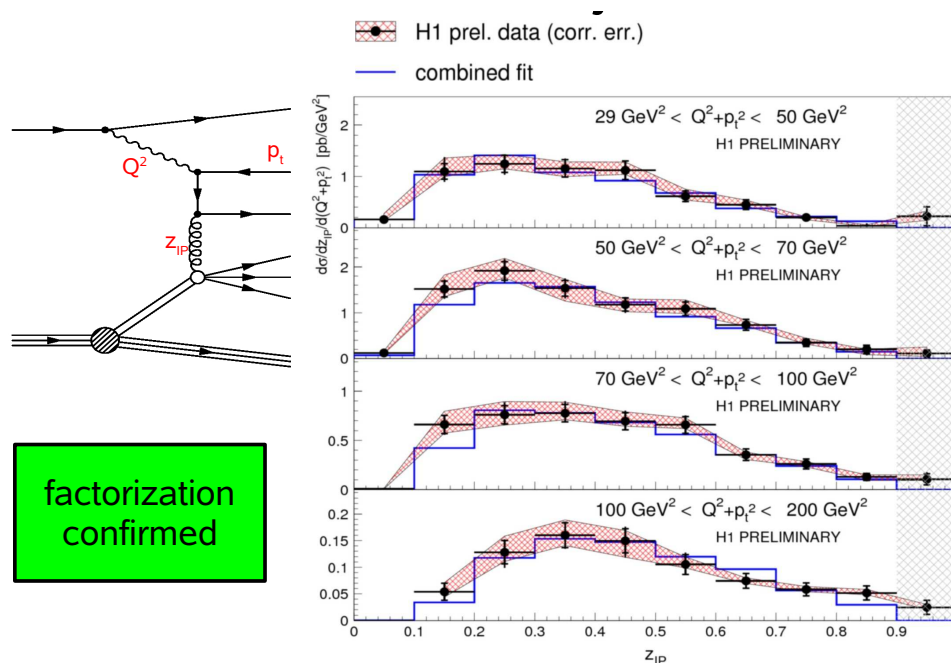 H1 prel. data (corr. err.)
combined fit
Q²
p_t
z_IP
factorization
confirmed
dσ/dz_IP/d(Q²+p_t²) [pb/GeV²]
29 GeV² < Q²+p_t² < 50 GeV²
H1 PRELIMINARY
2
1
0
50 GeV² < Q²+p_t² < 70 GeV²
H1 PRELIMINARY
2
1
0
70 GeV² < Q²+p_t² < 100 GeV²
H1 PRELIMINARY
1
0.5
0
100 GeV² < Q²+p_t² < 200 GeV²
H1 PRELIMINARY
0.15
0.1
0.05
0
0 0.1 0.2 0.3 0.4 0.5 0.6 0.7 0.8 0.9
z_IP